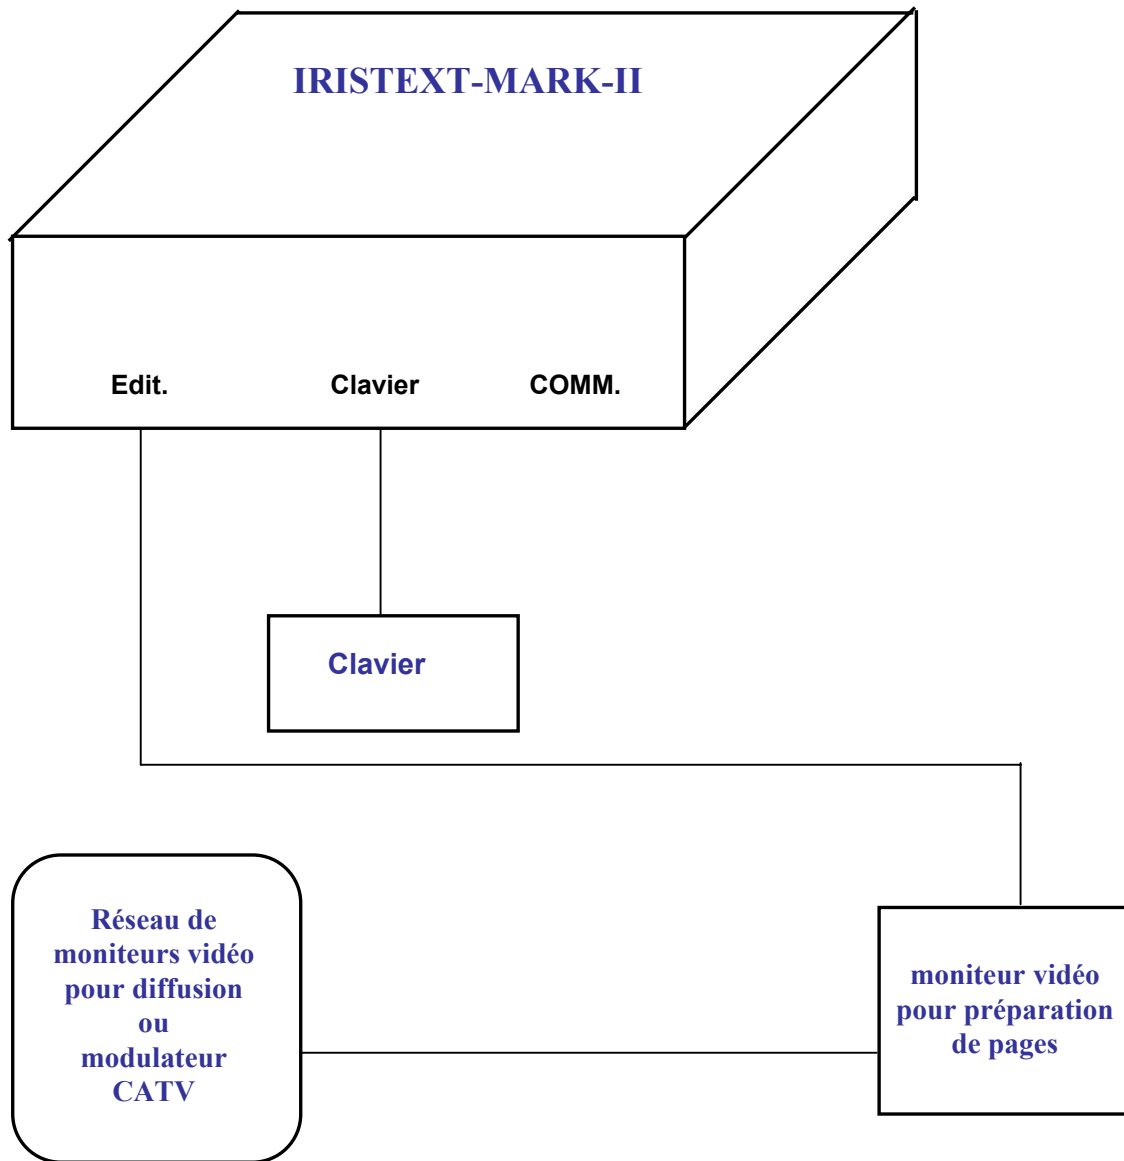 IRISTEXT-MARK-II
Edit. Clavier COMM.
Clavier
Réseau de
moniteurs vidéo
pour diffusion
ou
modulateur
CATV
moniteur vidéo
pour préparation
de pages